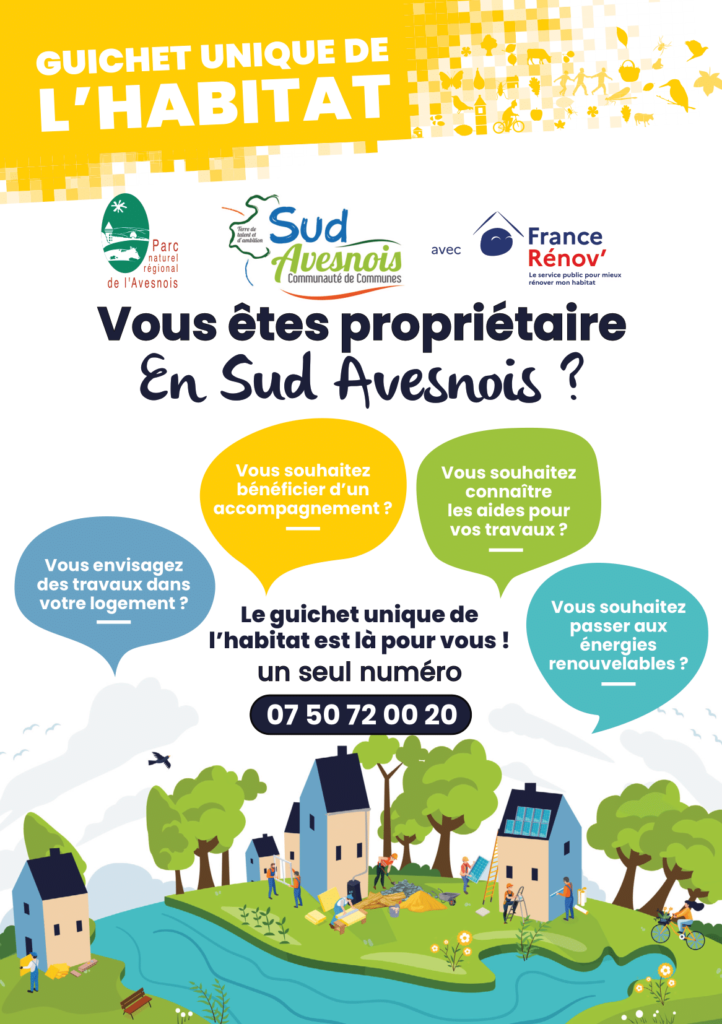 GUICHET UNIQUE DE
L'HABITAT
Parc
naturel
régional
de l'Avesnois
Terre de
talent et
d'ambition
Sud
Avesnois
Communauté de Communes
avec
France
Rénov'
Le service public pour mieux
rénover mon habitat
Vous êtes propriétaire
En Sud Avesnois ?
Vous souhaitez
bénéficier d'un
accompagnement ?
Vous souhaitez
connaître
les aides pour
vos travaux ?
Vous envisagez
des travaux dans
votre logement ?
Vous souhaitez
passer aux
énergies
renouvelables ?
Le guichet unique de
l'habitat est là pour vous !
un seul numéro
07 50 72 00 20